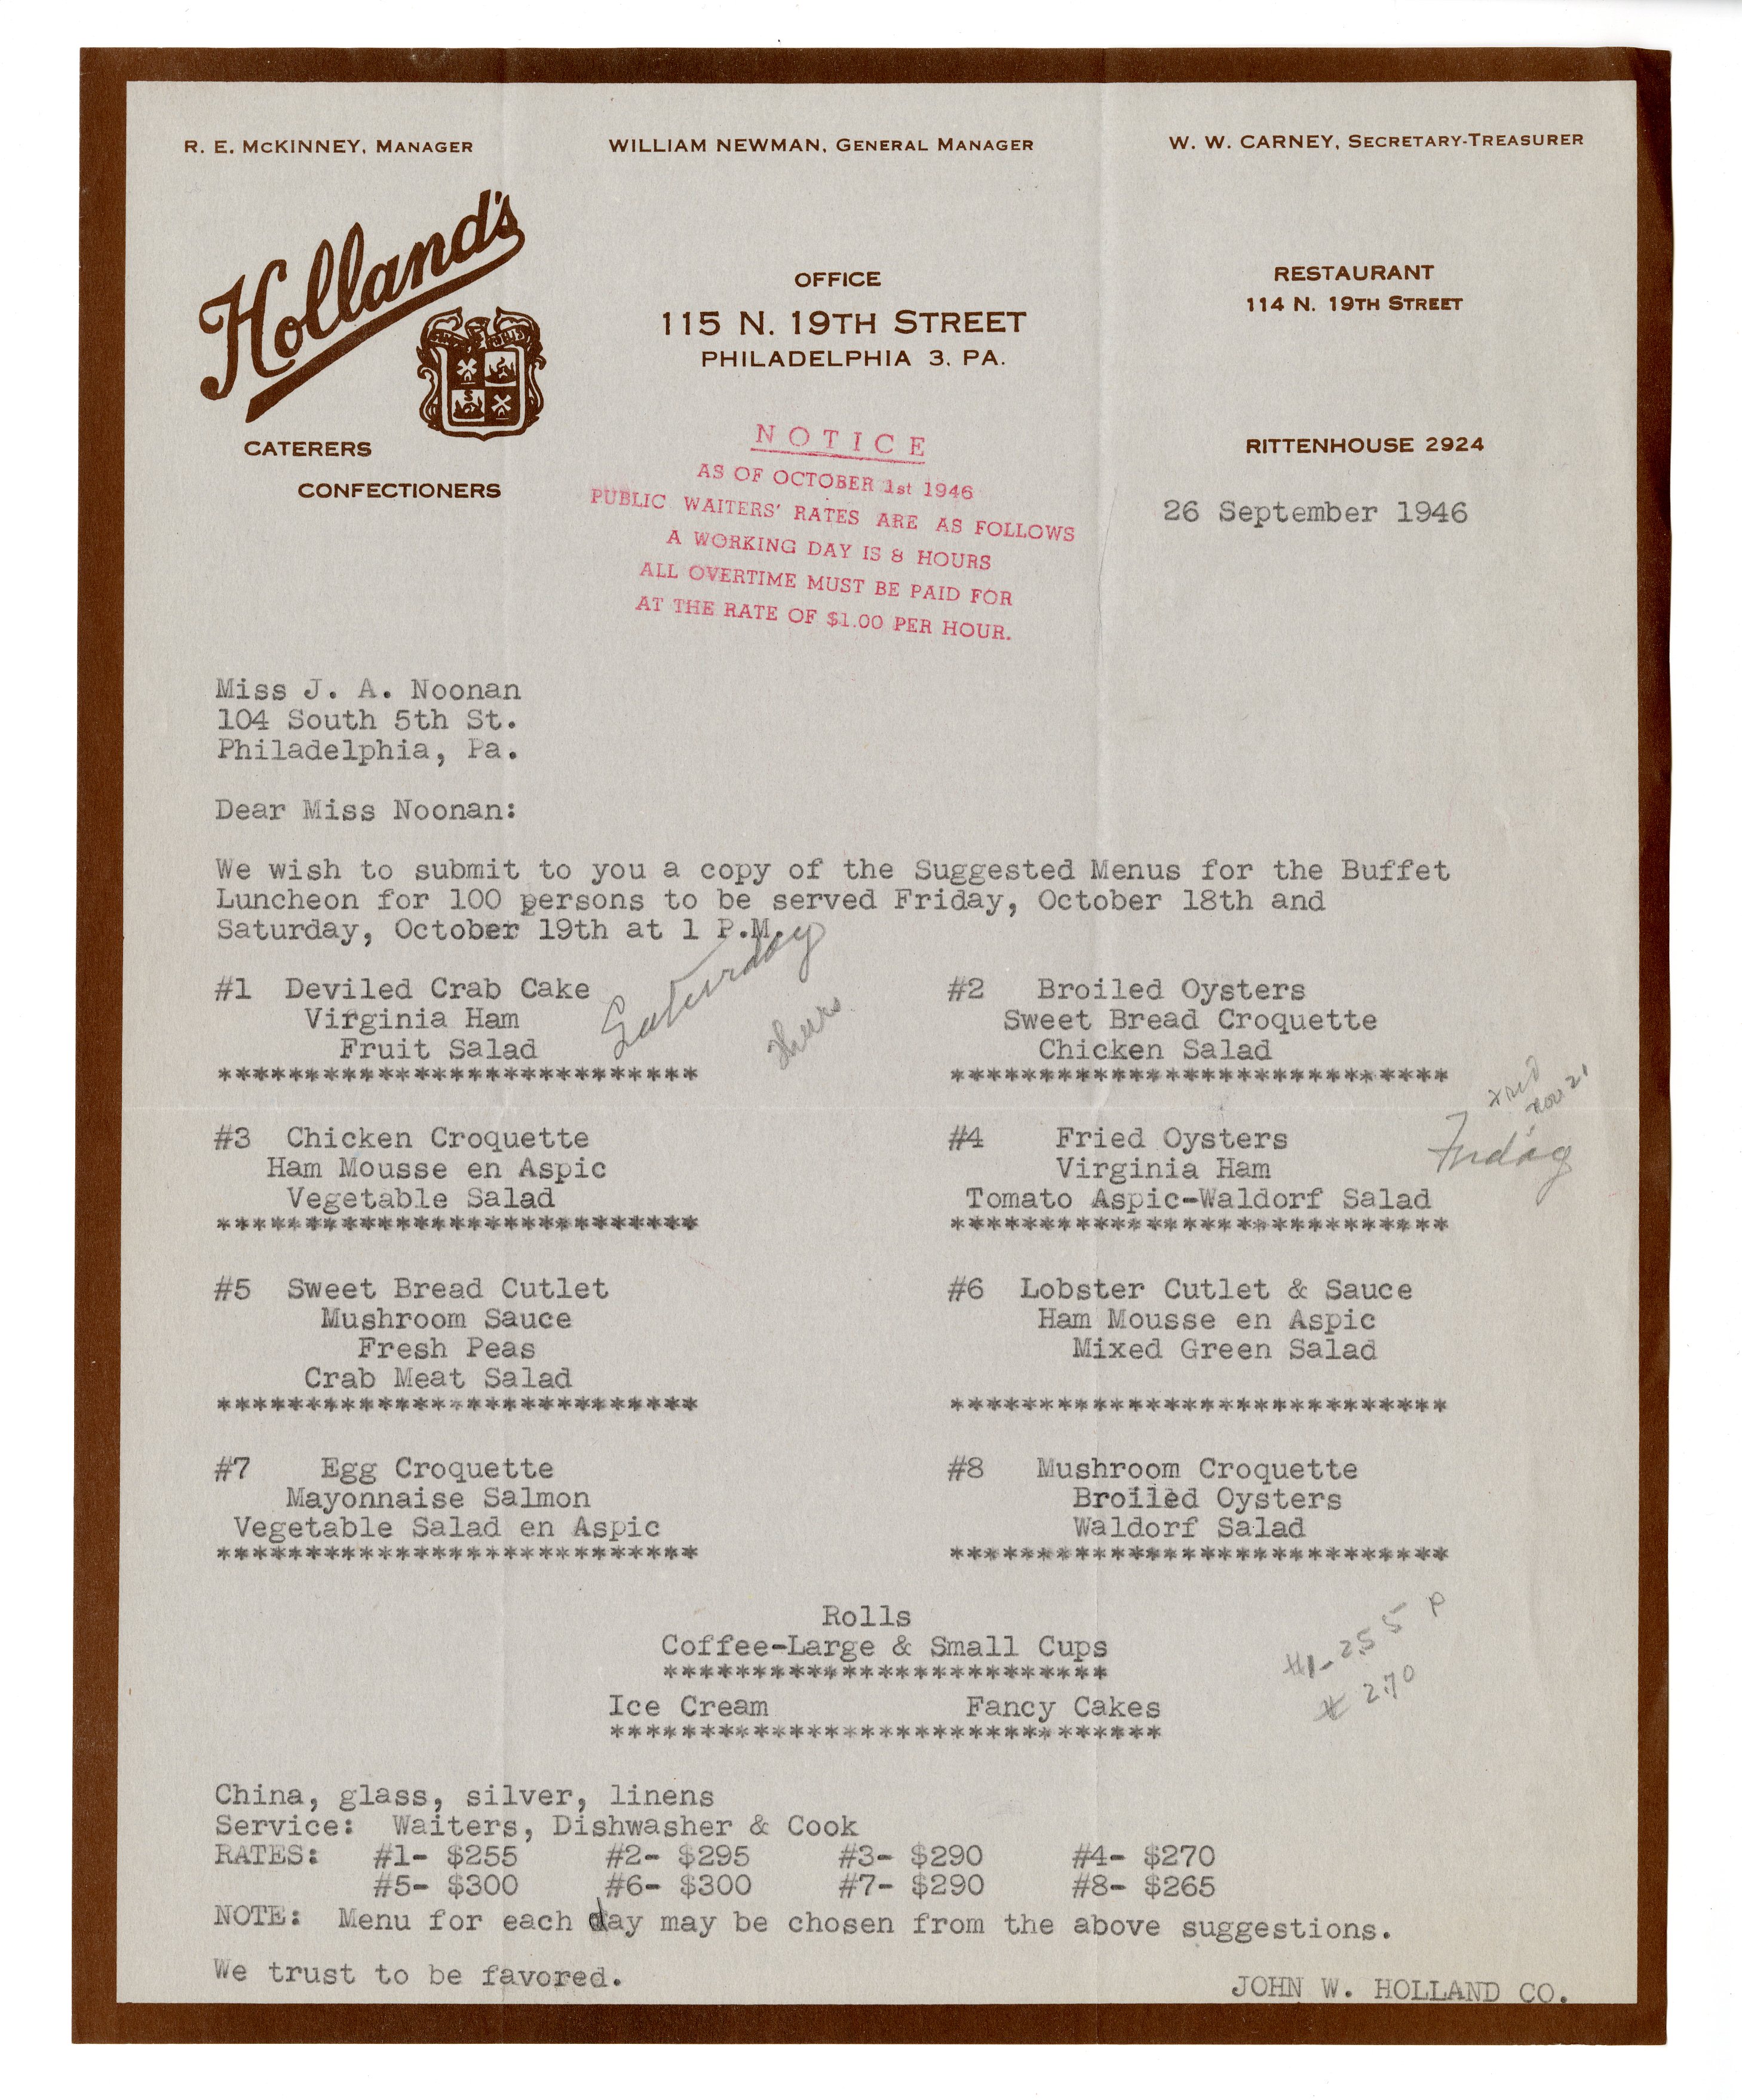 R. E. McKINNEY, MANAGER
WILLIAM NEWMAN, GENERAL MANAGER
W. W. CARNEY, SECRETARY-TREASURER
Holland's
CATERERS
CONFECTIONERS
OFFICE
115 N. 19TH STREET
PHILADELPHIA 3, PA.
RESTAURANT
114 N. 19TH STREET
RITTENHOUSE 2924
NOTICE
AS OF OCTOBER 1st 1946
PUBLIC WAITERS' RATES ARE AS FOLLOWS
A WORKING DAY IS 8 HOURS
ALL OVERTIME MUST BE PAID FOR
AT THE RATE OF $1.00 PER HOUR.
26 September 1946
Miss J. A. Noonan
104 South 5th St.
Philadelphia, Pa.
Dear Miss Noonan:
We wish to submit to you a copy of the Suggested Menus for the Buffet
Luncheon for 100 persons to be served Friday, October 18th and
Saturday, October 19th at 1 P.M.
#1 Deviled Crab Cake
Virginia Ham
Fruit Salad
***************************
Saturday
Thurs.
#2 Broiled Oysters
Sweet Bread Croquette
Chicken Salad
****************************
#3 Chicken Croquette
Ham Mousse en Aspic
Vegetable Salad
***************************
#4 Fried Oysters
Virginia Ham
Tomato Aspic-Waldorf Salad
****************************
Nov 21
Friday
#5 Sweet Bread Cutlet
Mushroom Sauce
Fresh Peas
Crab Meat Salad
***************************
#6 Lobster Cutlet & Sauce
Ham Mousse en Aspic
Mixed Green Salad
****************************
#7 Egg Croquette
Mayonnaise Salmon
Vegetable Salad en Aspic
***************************
#8 Mushroom Croquette
Broiled Oysters
Waldorf Salad
****************************
Rolls
Coffee-Large & Small Cups
*************************
Ice Cream Fancy Cakes
*******************************
#1-2.55 P
# 2.70
China, glass, silver, linens
Service: Waiters, Dishwasher & Cook
RATES: #1- $255 #2- $295 #3- $290 #4- $270
#5- $300 #6- $300 #7- $290 #8- $265
NOTE: Menu for each day may be chosen from the above suggestions.
We trust to be favored.
JOHN W. HOLLAND CO.